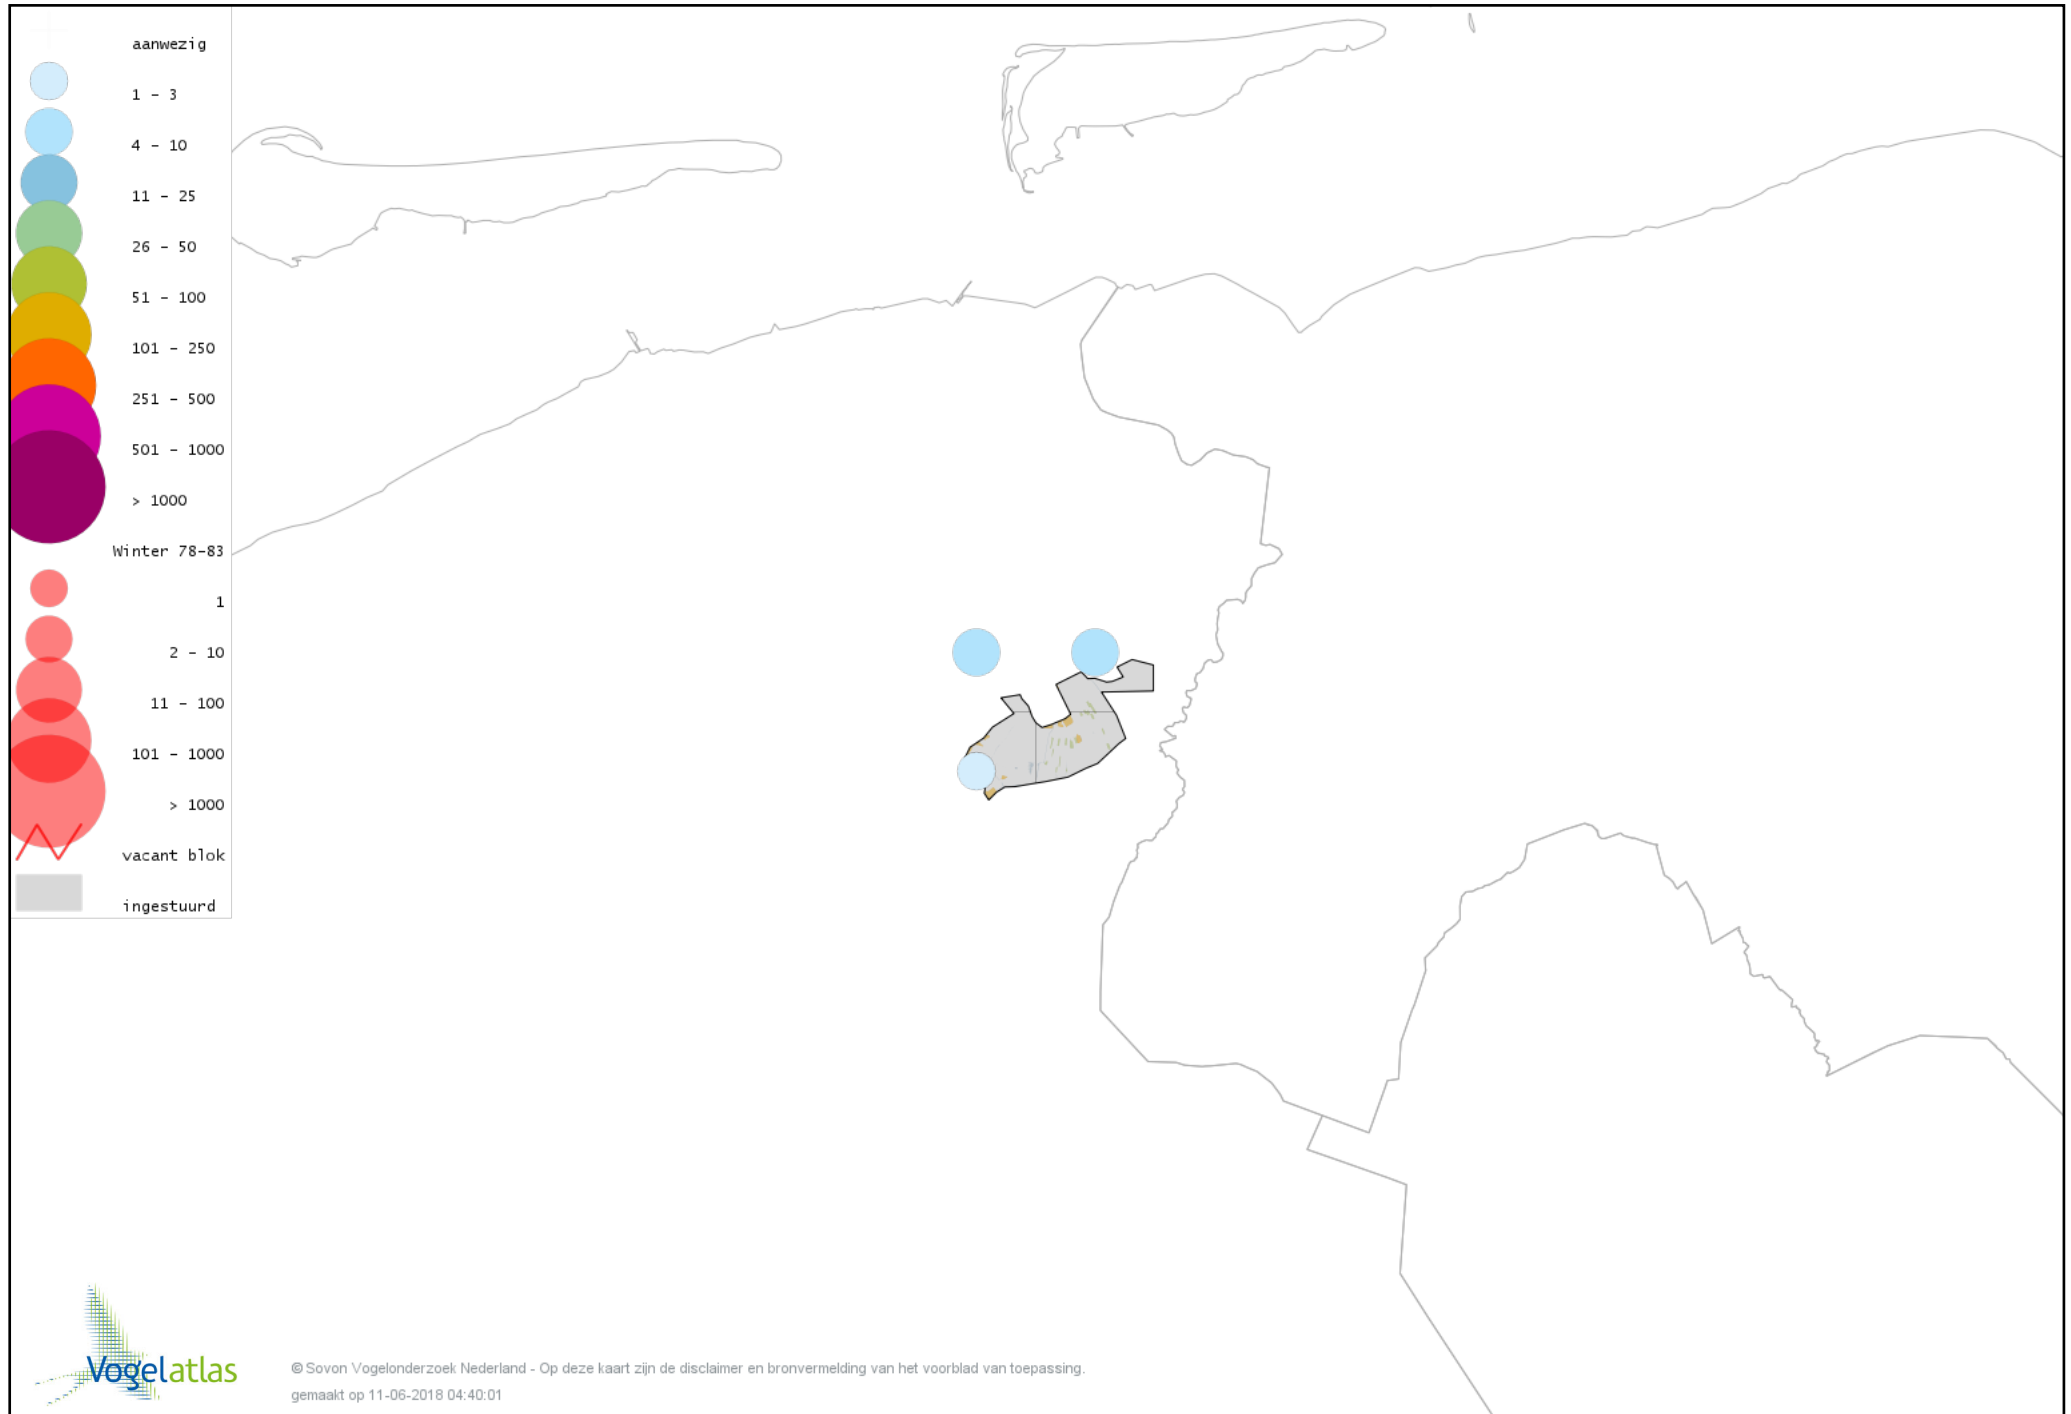 aanwezig
1 - 3
4 - 10
11 - 25
26 - 50
51 - 100
101 - 250
251 - 500
501 - 1000
> 1000
Winter 78-83
1
2 - 10
11 - 100
101 - 1000
> 1000
vacant blok
ingestuurd
Vogelatlas
© Sovon Vogelonderzoek Nederland - Op deze kaart zijn de disclaimer en bronvermelding van het voorblad van toepassing.
gemaakt op 11-06-2018 04:40:01